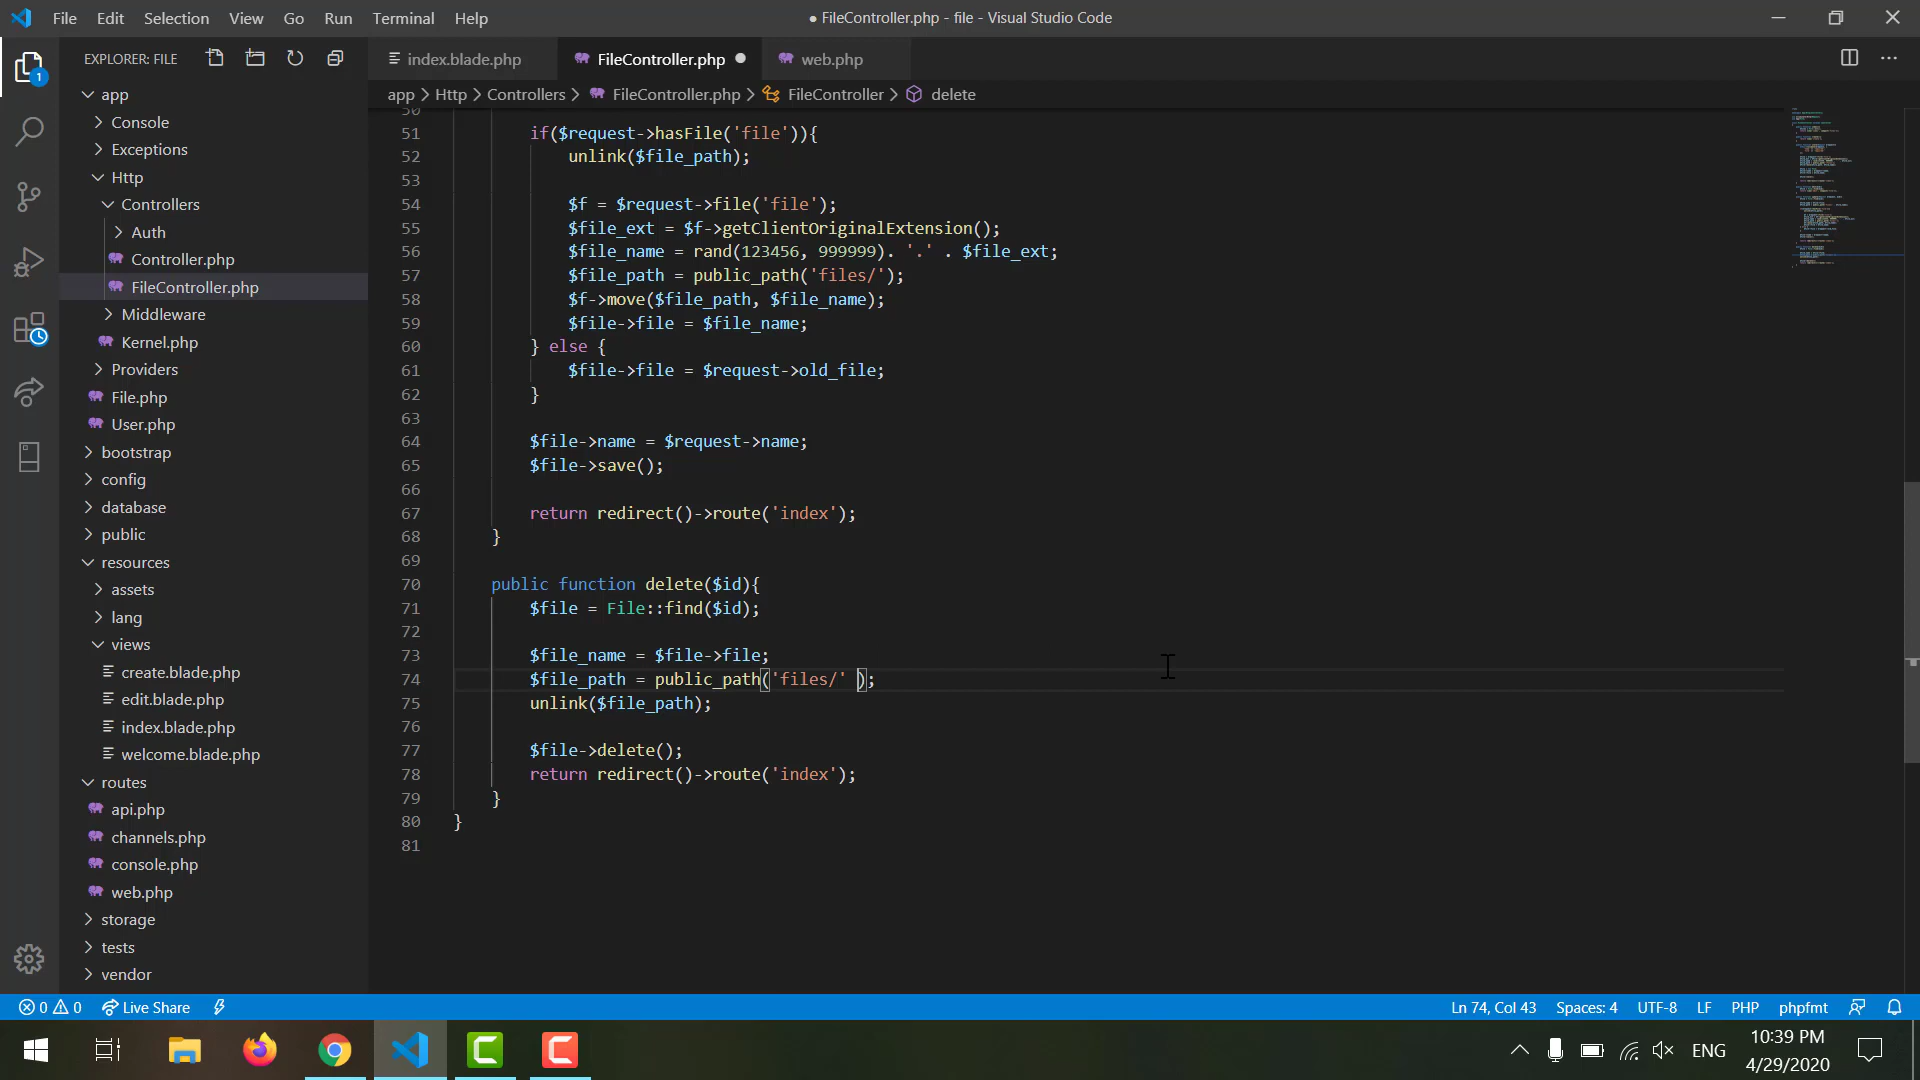 File Edit Selection View Go Run Terminal Help
● FileController.php - file - Visual Studio Code
EXPLORER: FILE
index.blade.php
FileController.php ●
web.php
app > Http > Controllers > FileController.php > FileController > delete
1
app
Console
Exceptions
Http
Controllers
Auth
Controller.php
FileController.php
Middleware
Kernel.php
Providers
File.php
User.php
bootstrap
config
database
public
resources
assets
lang
views
create.blade.php
edit.blade.php
index.blade.php
welcome.blade.php
routes
api.php
channels.php
console.php
web.php
storage
tests
vendor
50
51 if($request->hasFile('file')){
52 unlink($file_path);
53
54 $f = $request->file('file');
55 $file_ext = $f->getClientOriginalExtension();
56 $file_name = rand(123456, 999999). '.' . $file_ext;
57 $file_path = public_path('files/');
58 $f->move($file_path, $file_name);
59 $file->file = $file_name;
60 } else {
61 $file->file = $request->old_file;
62 }
63
64 $file->name = $request->name;
65 $file->save();
66
67 return redirect()->route('index');
68 }
69
70 public function delete($id){
71 $file = File::find($id);
72
73 $file_name = $file->file;
74 $file_path = public_path('files/' );
75 unlink($file_path);
76
77 $file->delete();
78 return redirect()->route('index');
79 }
80 }
81
0 0 Live Share
Ln 74, Col 43 Spaces: 4 UTF-8 LF PHP phpfmt
ENG
10:39 PM
4/29/2020